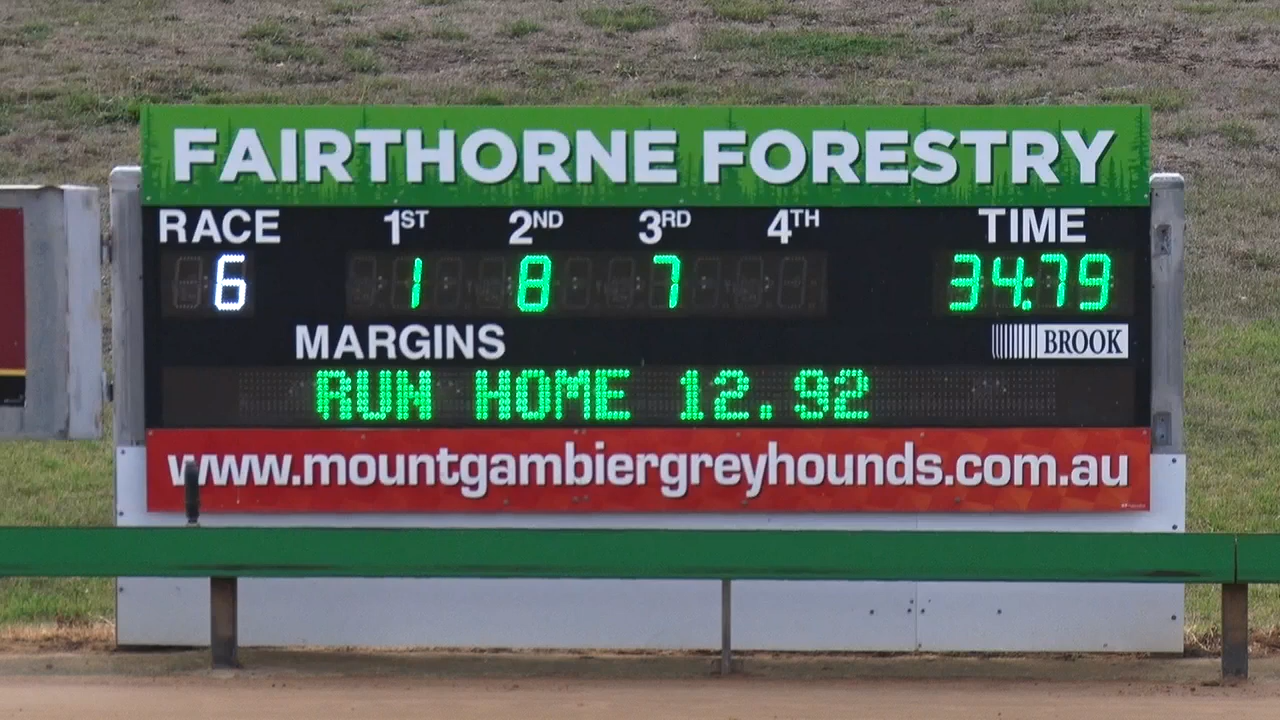 FAIRTHORNE FORESTRY
RACE 1ST 2ND 3RD 4TH TIME
6 1 8 7 34:79
MARGINS BROOK
RUN HOME 12.92
www.mountgambiergreyhounds.com.au